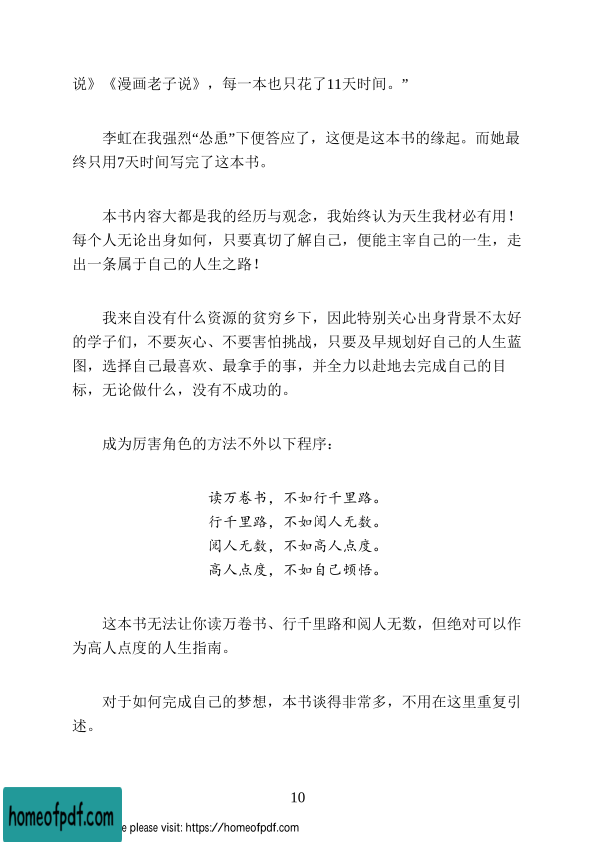 说》《漫画老子说》，每一本也只花了11天时间。”
李虹在我强烈“怂恿”下便答应了，这便是这本书的缘起。而她最
终只用7天时间写完了这本书。
本书内容大都是我的经历与观念，我始终认为天生我材必有用！
每个人无论出身如何，只要真切了解自己，便能主宰自己的一生，走
出一条属于自己的人生之路！
我来自没有什么资源的贫穷乡下，因此特别关心出身背景不太好
的学子们，不要灰心、不要害怕挑战，只要及早规划好自己的人生蓝
图，选择自己最喜欢、最拿手的事，并全力以赴地去完成自己的目
标，无论做什么，没有不成功的。
成为厉害角色的方法不外以下程序：
读万卷书，不如行千里路。
行千里路，不如阅人无数。
阅人无数，不如高人点度。
高人点度，不如自己顿悟。
这本书无法让你读万卷书、行千里路和阅人无数，但绝对可以作
为高人点度的人生指南。
对于如何完成自己的梦想，本书谈得非常多，不用在这里重复引
述。
10
homeofpdf.com
e please visit: https://homeofpdf.com